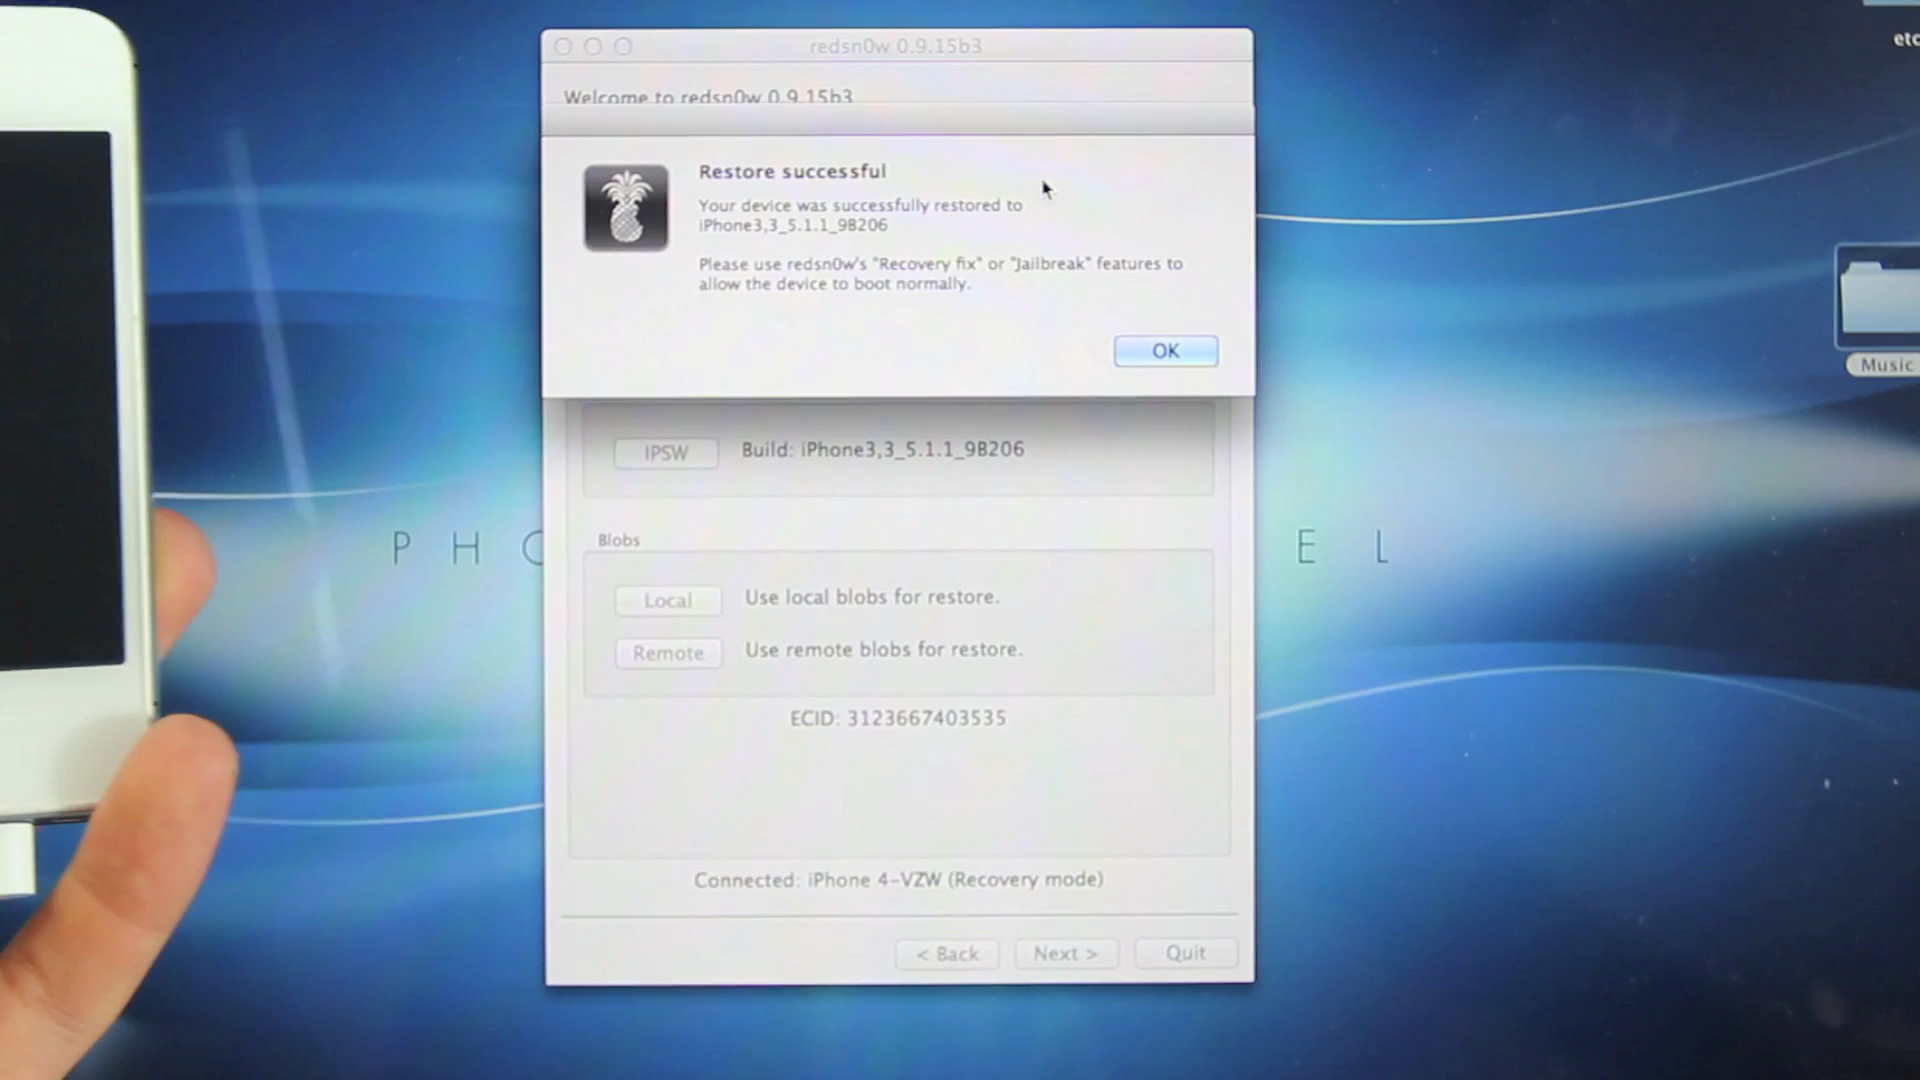 redsn0w 0.9.15b3
etc
Welcome to redsn0w 0.9.15b3
Restore successful
Your device was successfully restored to
iPhone3,3_5.1.1_9B206
Please use redsn0w's "Recovery fix" or "Jailbreak" features to
allow the device to boot normally.
OK
Music
IPSW Build: iPhone3,3_5.1.1_9B206
P H O E L
Blobs
Local Use local blobs for restore.
Remote Use remote blobs for restore.
ECID: 3123667403535
Connected: iPhone 4-VZW (Recovery mode)
< Back Next > Quit